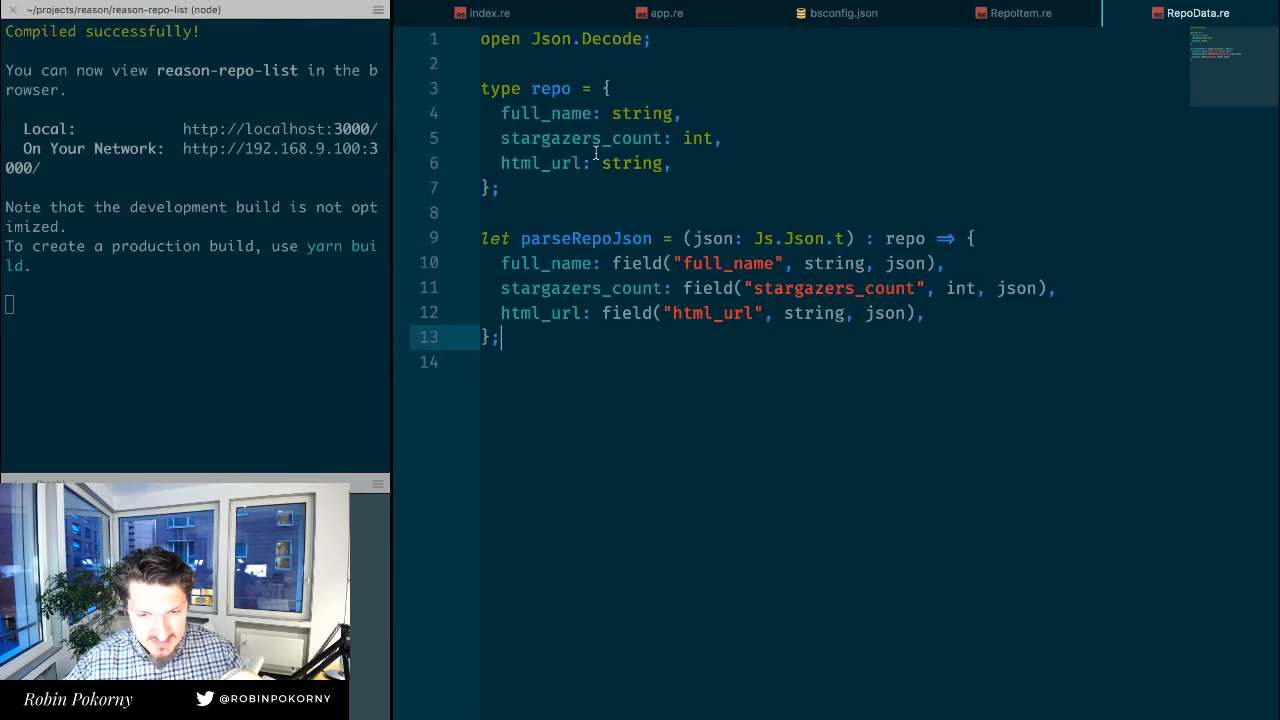 ~/projects/reason/reason-repo-list (node)
Compiled successfully!
You can now view reason-repo-list in the b
rowser.
Local: http://localhost:3000/
On Your Network: http://192.168.9.100:3
000/
Note that the development build is not opt
imized.
To create a production build, use yarn bui
ld.
index.re
app.re
bsconfig.json
RepoItem.re
RepoData.re
1 open Json.Decode;
2
3 type repo = {
4 full_name: string,
5 stargazers_count: int,
6 html_url: string,
7 };
8
9 let parseRepoJson = (json: Js.Json.t) : repo => {
10 full_name: field("full_name", string, json),
11 stargazers_count: field("stargazers_count", int, json),
12 html_url: field("html_url", string, json),
13 };
14
Robin Pokorny
@ROBINPOKORNY